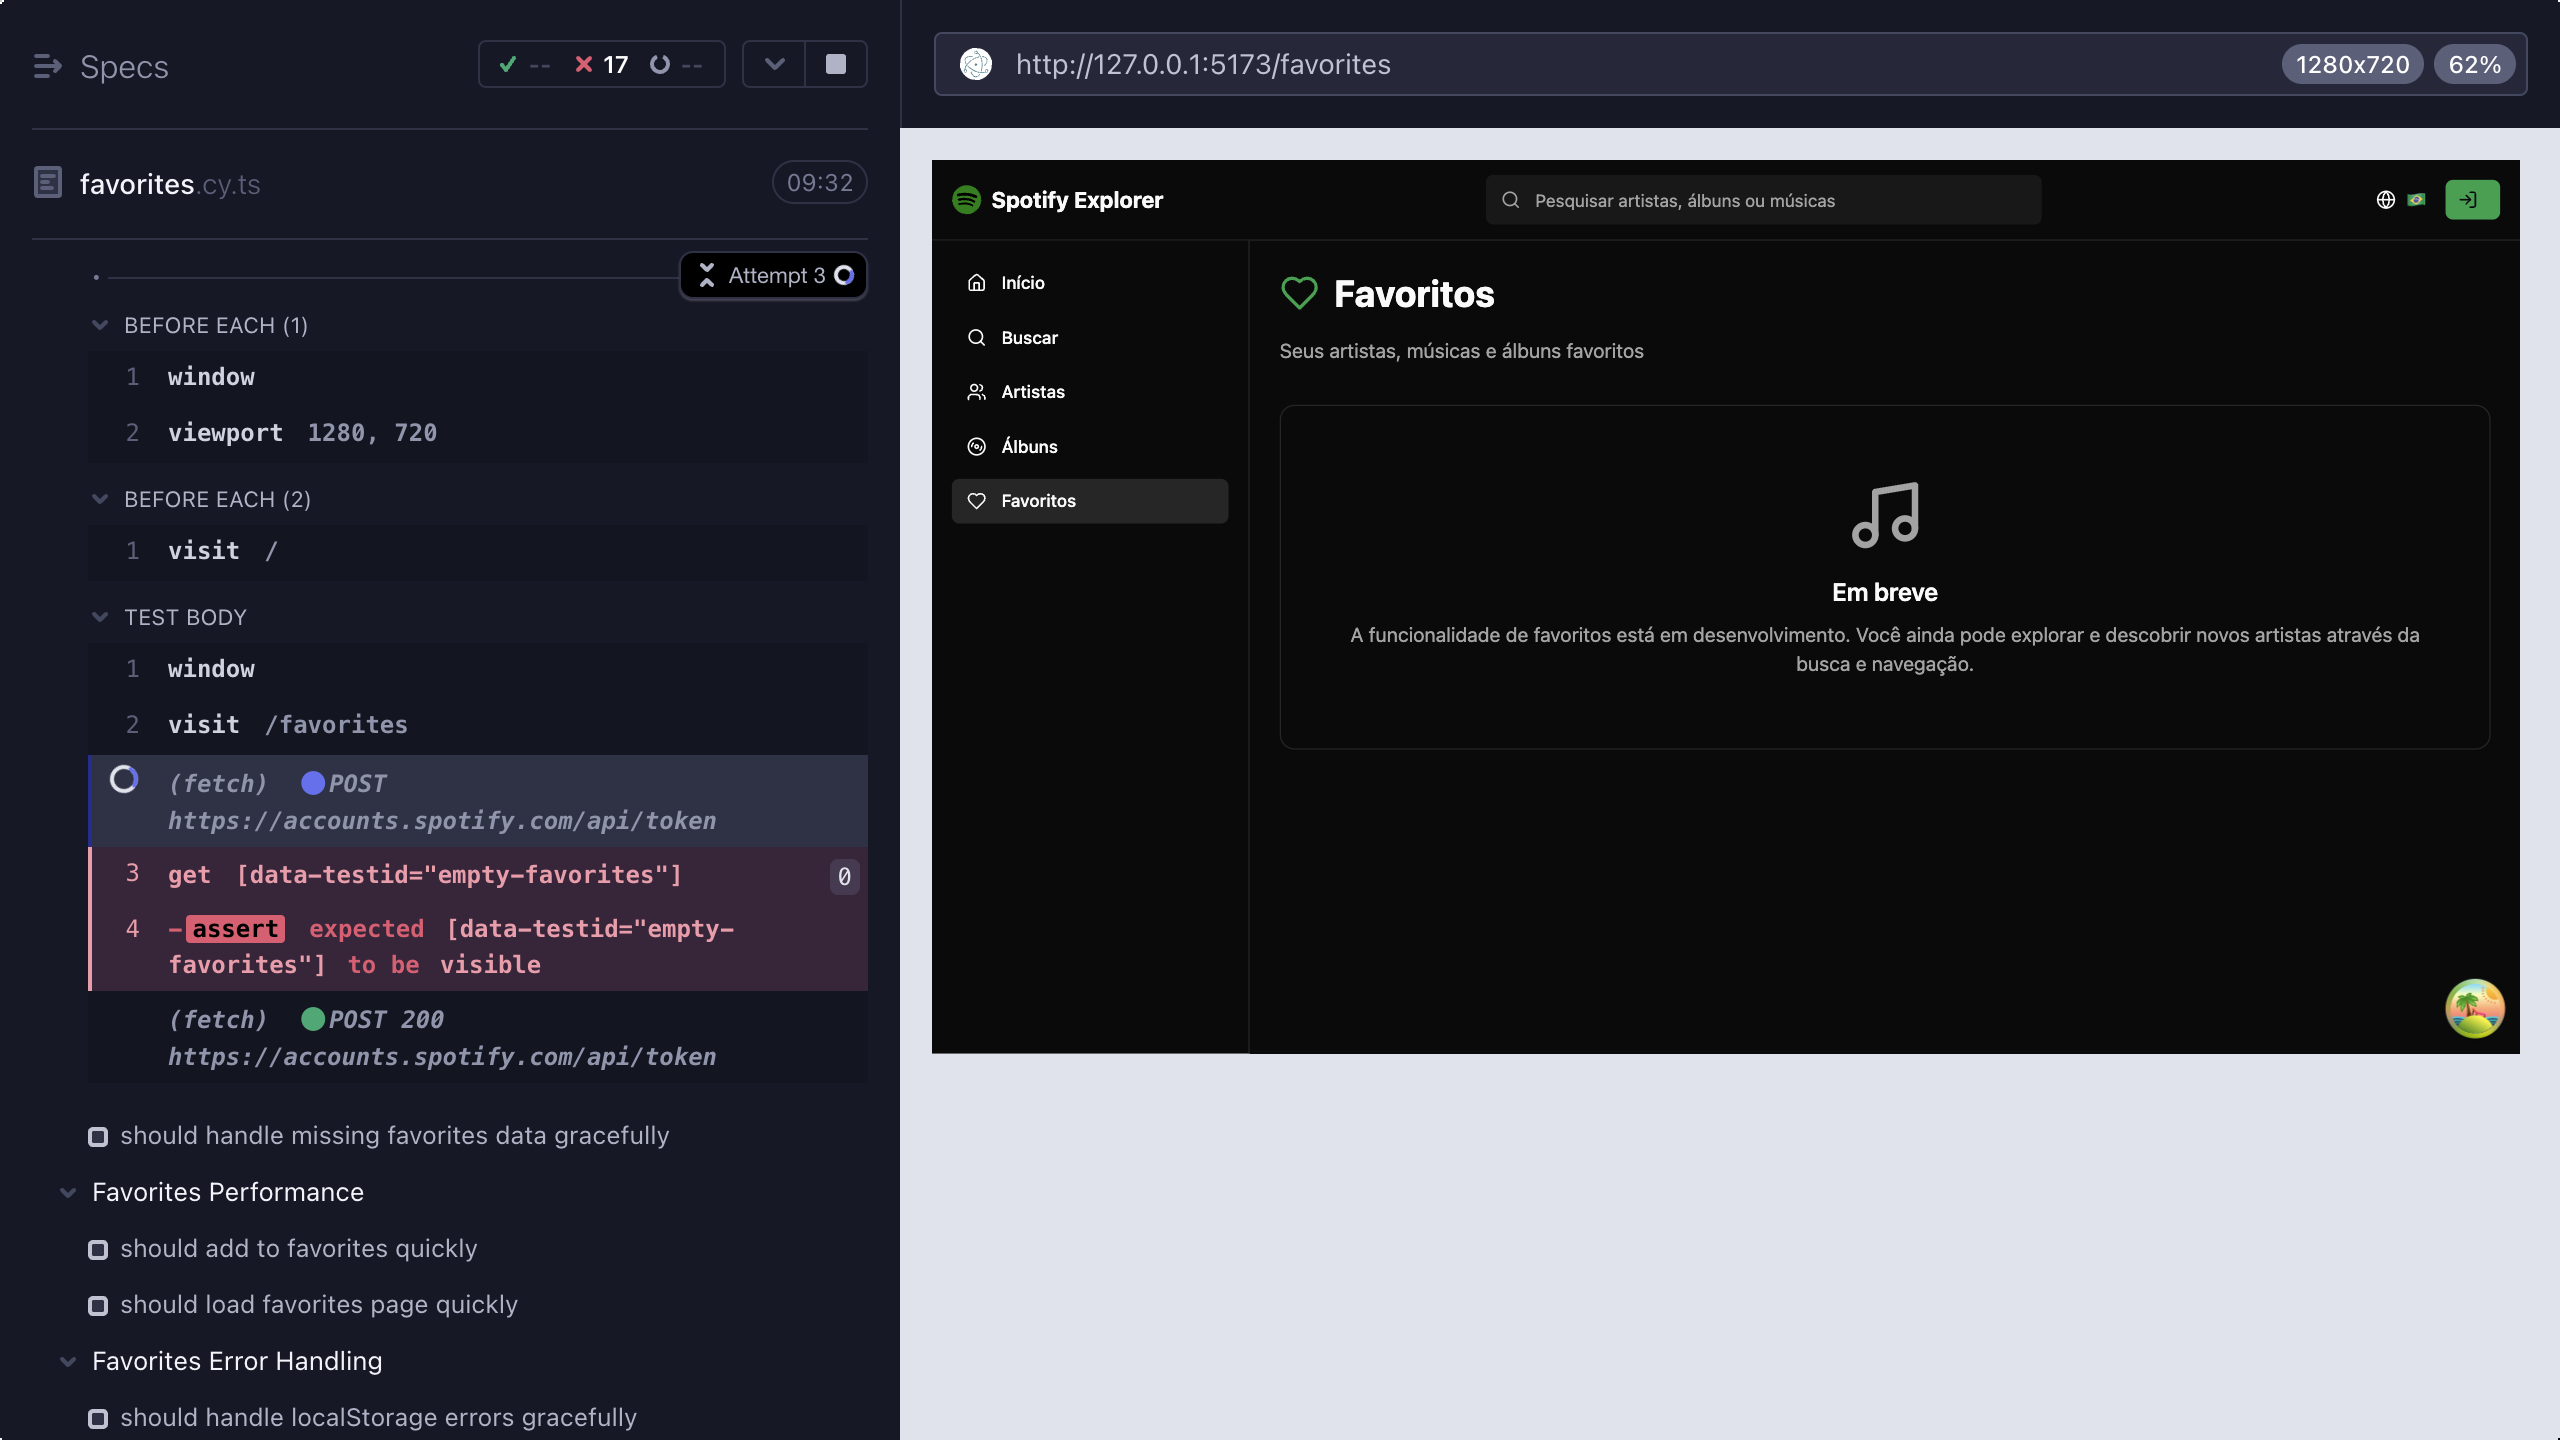 Specs
-- 17 --
favorites.cy.ts
09:32
Attempt 3
BEFORE EACH (1)
1 window
2 viewport 1280, 720
BEFORE EACH (2)
1 visit /
TEST BODY
1 window
2 visit /favorites
(fetch) POST
https://accounts.spotify.com/api/token
3 get [data-testid="empty-favorites"] 0
4 -assert expected [data-testid="empty-
favorites"] to be visible
(fetch) POST 200
https://accounts.spotify.com/api/token
should handle missing favorites data gracefully
Favorites Performance
should add to favorites quickly
should load favorites page quickly
Favorites Error Handling
should handle localStorage errors gracefully
http://127.0.0.1:5173/favorites
1280x720 62%
Spotify Explorer
Pesquisar artistas, álbuns ou músicas
Início
Buscar
Artistas
Álbuns
Favoritos
Favoritos
Seus artistas, músicas e álbuns favoritos
Em breve
A funcionalidade de favoritos está em desenvolvimento. Você ainda pode explorar e descobrir novos artistas através da
busca e navegação.